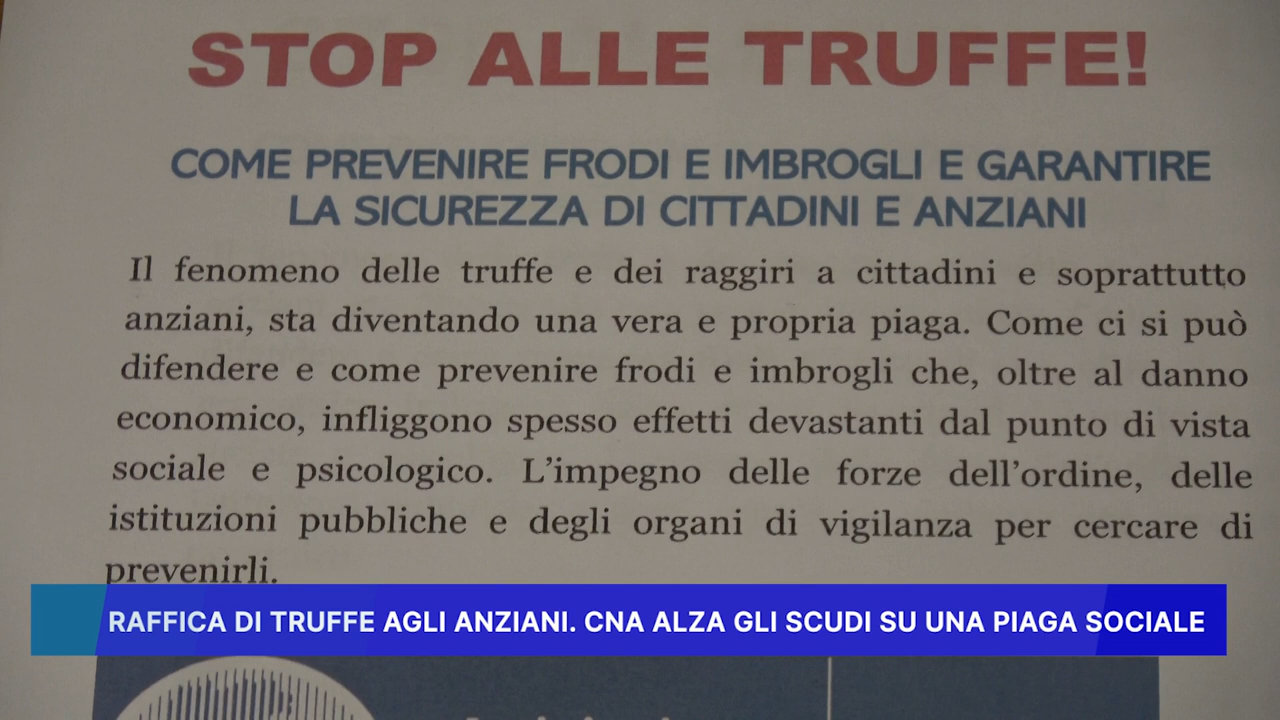 STOP ALLE TRUFFE!
COME PREVENIRE FRODI E IMBROGLI E GARANTIRE
LA SICUREZZA DI CITTADINI E ANZIANI
Il fenomeno delle truffe e dei raggiri a cittadini e soprattutto
anziani, sta diventando una vera e propria piaga. Come ci si può
difendere e come prevenire frodi e imbrogli che, oltre al danno
economico, infliggono spesso effetti devastanti dal punto di vista
sociale e psicologico. L'impegno delle forze dell'ordine, delle
istituzioni pubbliche e degli organi di vigilanza per cercare di
prevenirli.
RAFFICA DI TRUFFE AGLI ANZIANI. CNA ALZA GLI SCUDI SU UNA PIAGA SOCIALE